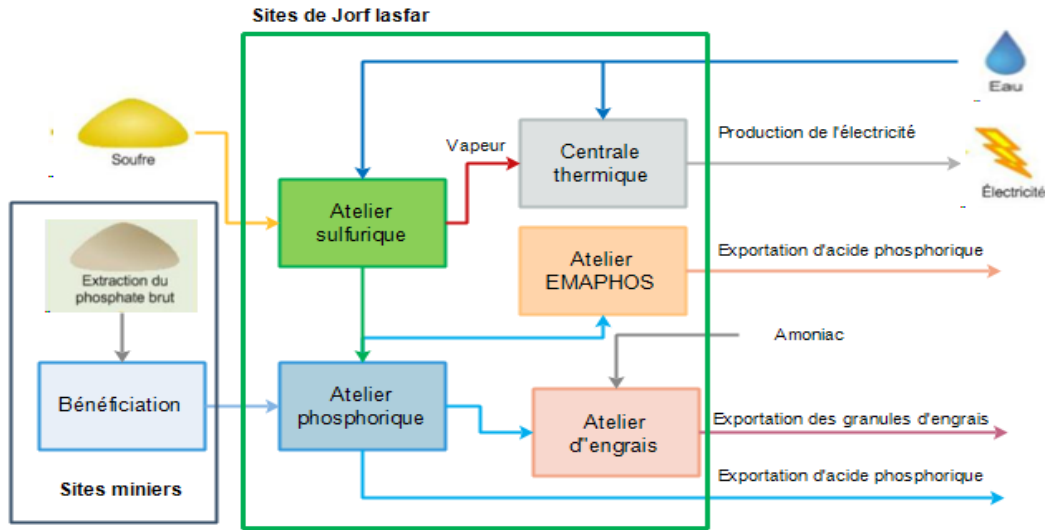 Sites de Jorf lasfar
Eau
Soufre
Vapeur
Centrale
thermique
Production de l'électricité
Électricité
Atelier
sulfurique
Extraction du
phosphate brut
Atelier
EMAPHOS
Exportation d'acide phosphorique
Amoniac
Bénéficiation
Atelier
phosphorique
Atelier
d"engrais
Exportation des granules d'engrais
Sites miniers
Exportation d'acide phosphorique